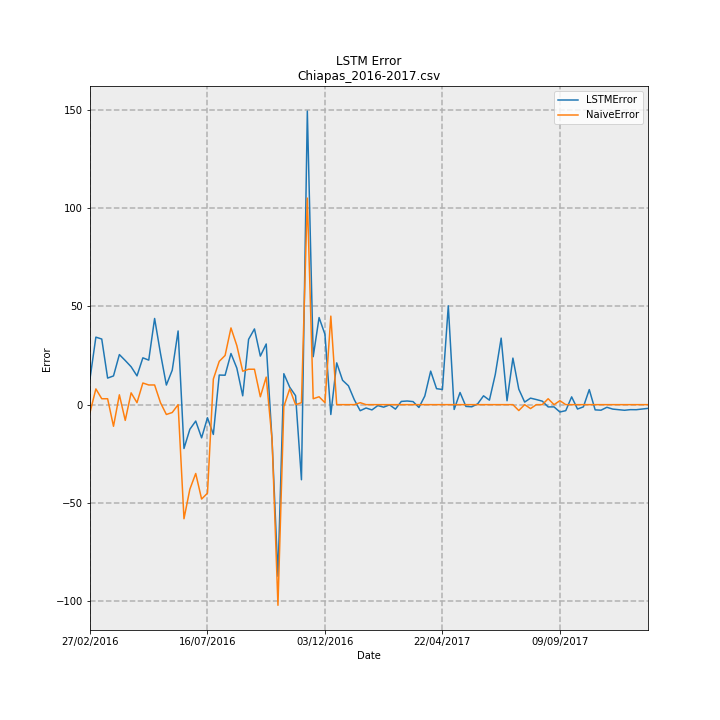 LSTM Error
Chiapas_2016-2017.csv
LSTMError
NaiveError
150
100
50
0
−50
−100
Error
27/02/2016
16/07/2016
03/12/2016
22/04/2017
09/09/2017
Date